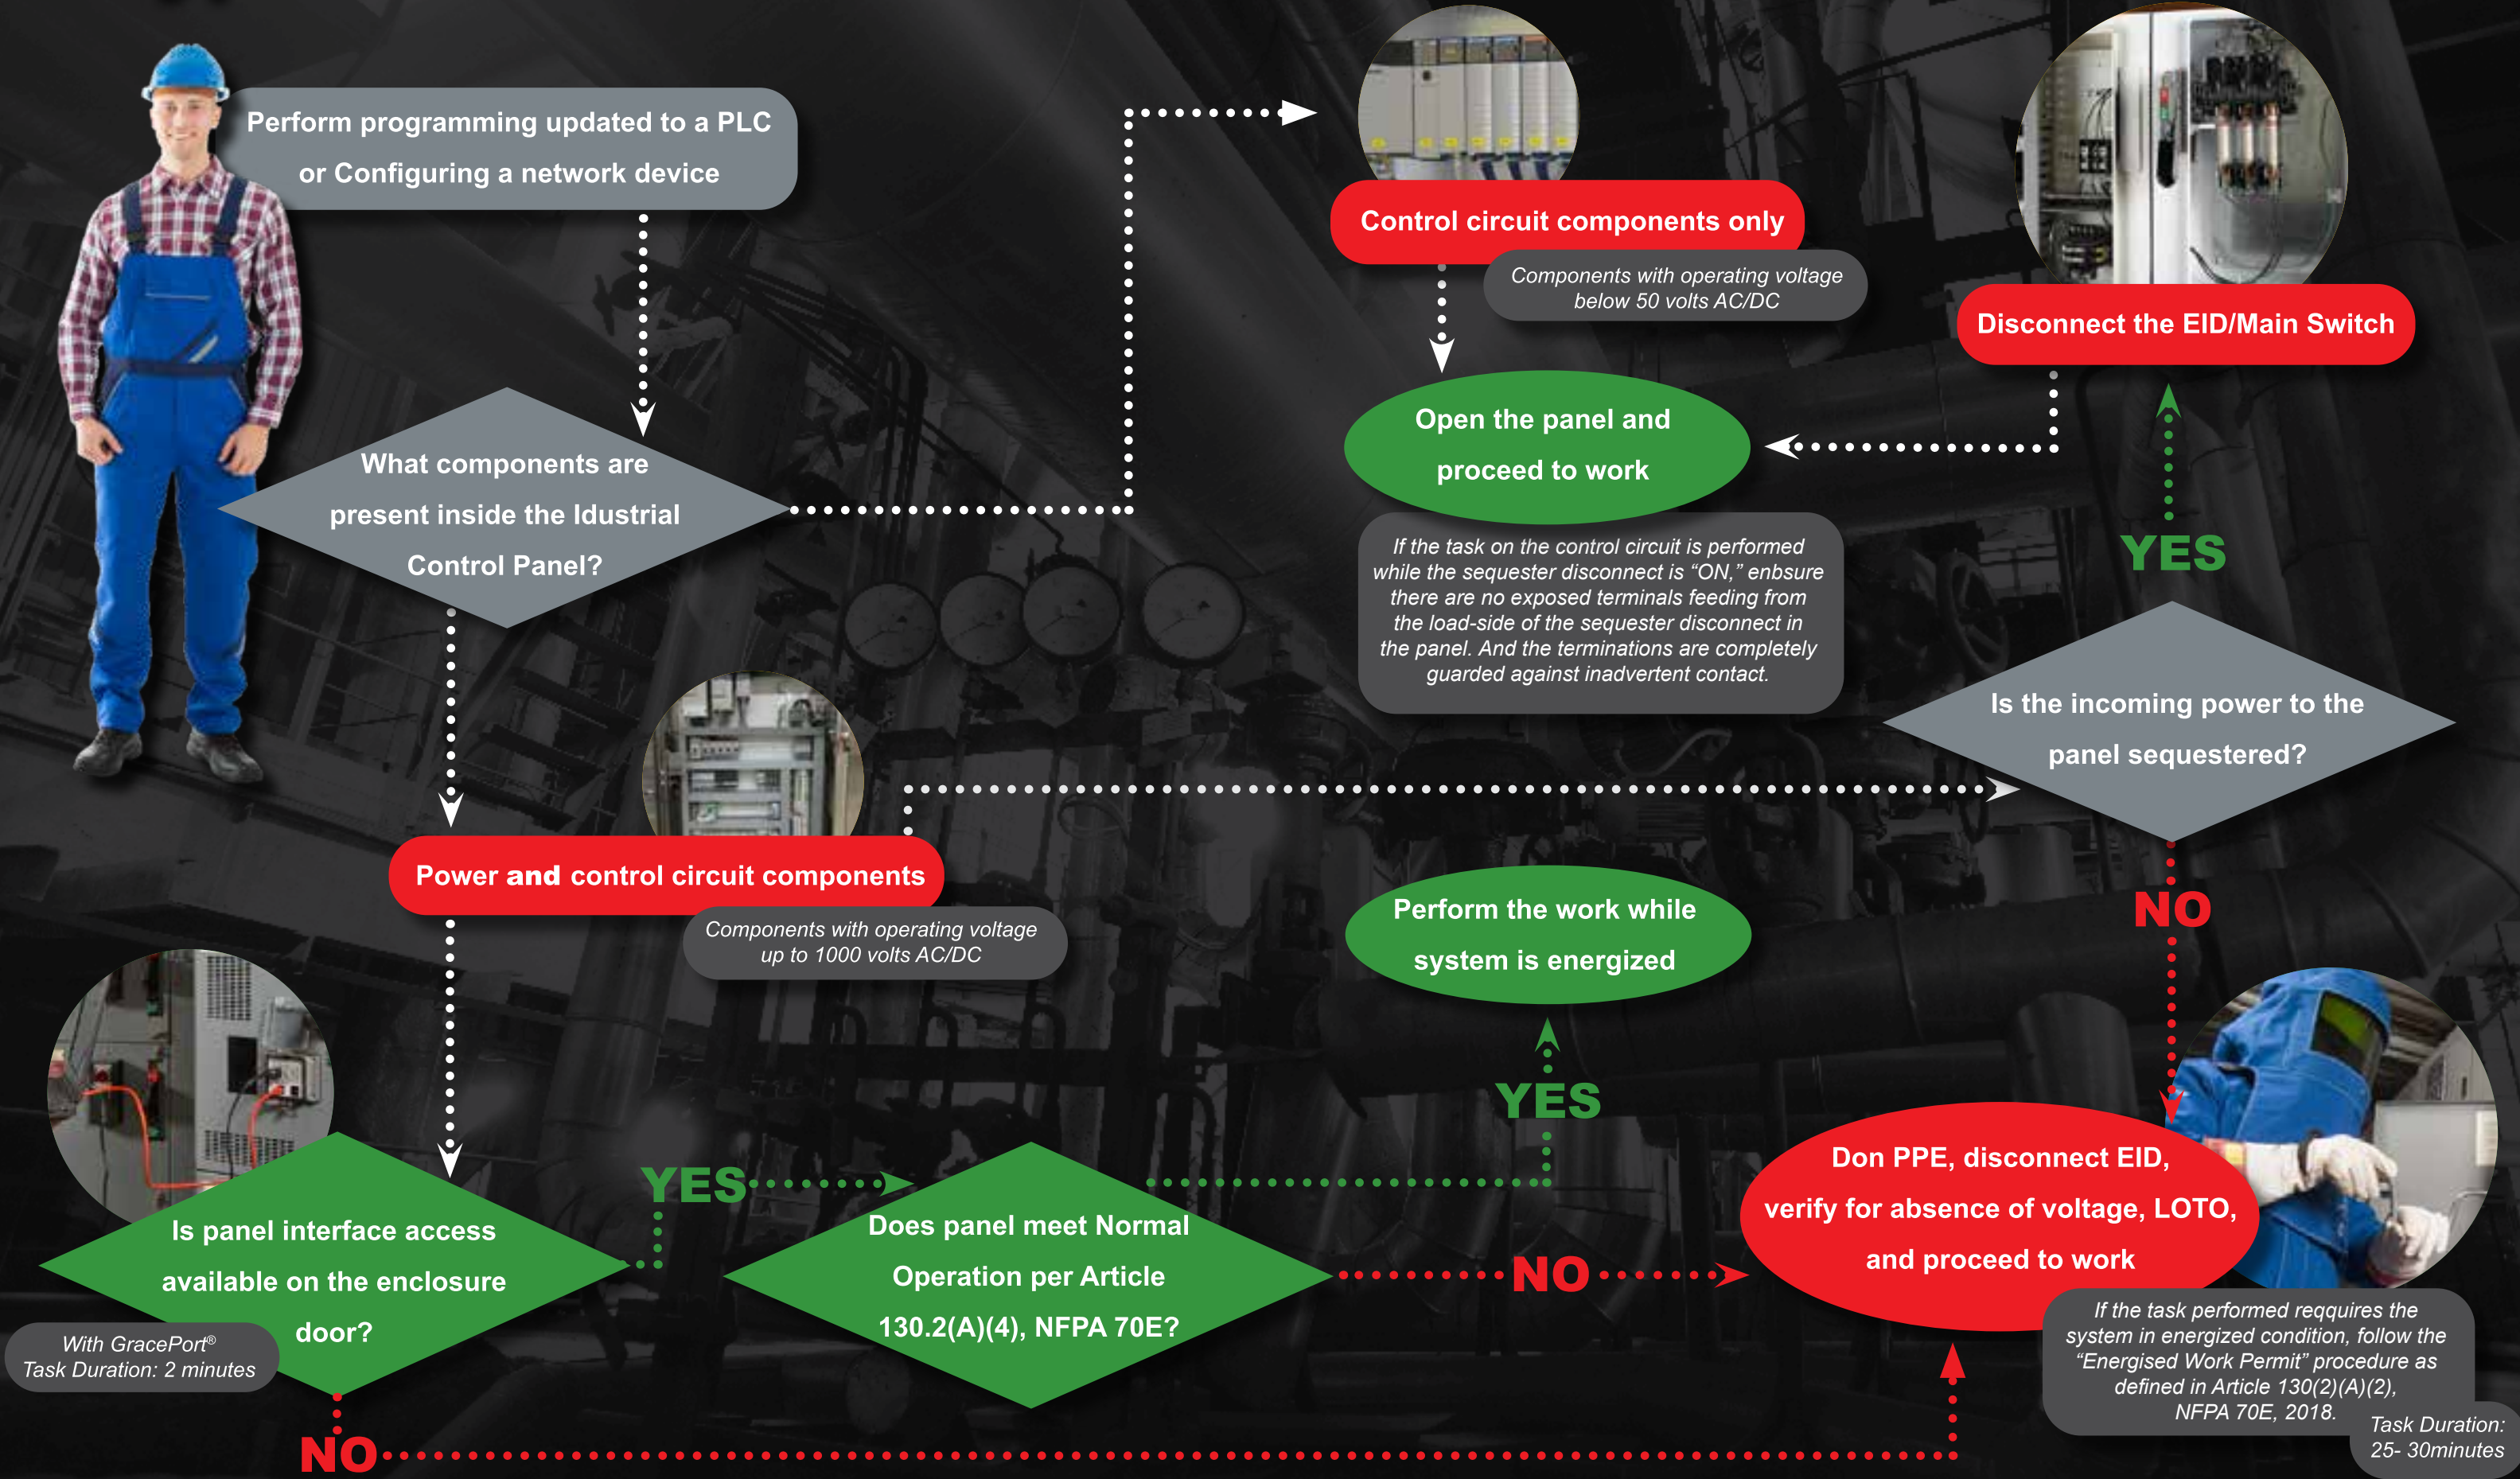 Perform programming updated to a PLC
or Configuring a network device
What components are
present inside the Idustrial
Control Panel?
Control circuit components only
Components with operating voltage
below 50 volts AC/DC
Disconnect the EID/Main Switch
Open the panel and
proceed to work
If the task on the control circuit is performed
while the sequester disconnect is “ON,” enbsure
there are no exposed terminals feeding from
the load-side of the sequester disconnect in
the panel. And the terminations are completely
guarded against inadvertent contact.
YES
Is the incoming power to the
panel sequestered?
NO
Power and control circuit components
Components with operating voltage
up to 1000 volts AC/DC
Perform the work while
system is energized
YES
Is panel interface access
available on the enclosure
door?
With GracePort®
Task Duration: 2 minutes
YES
Does panel meet Normal
Operation per Article
130.2(A)(4), NFPA 70E?
NO
Don PPE, disconnect EID,
verify for absence of voltage, LOTO,
and proceed to work
If the task performed reqquires the
system in energized condition, follow the
“Energised Work Permit” procedure as
defined in Article 130(2)(A)(2),
NFPA 70E, 2018.
Task Duration:
25- 30minutes
NO